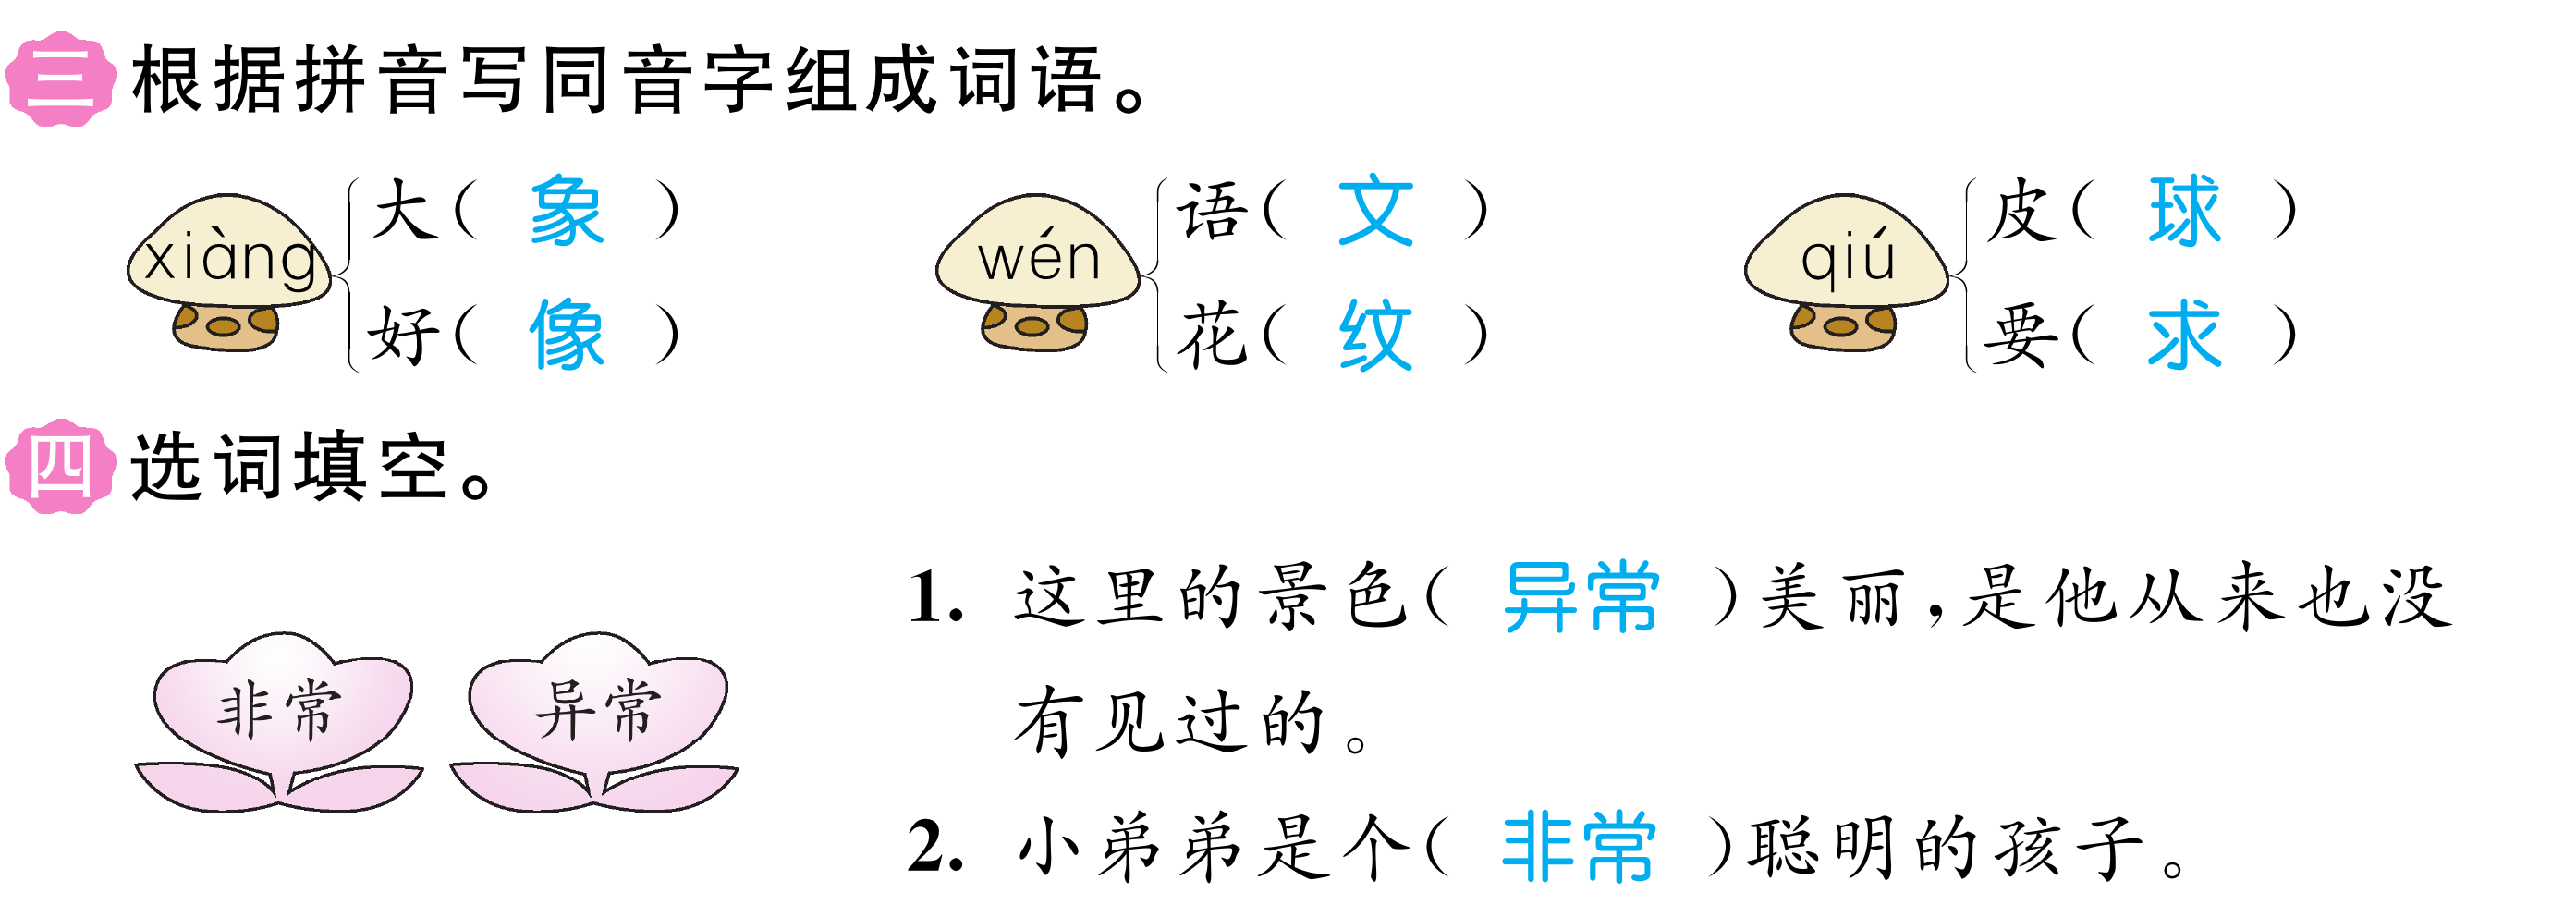 三 根据拼音写同音字组成词语。
xiàng 大( 象 ) 好( 像 )
wén 语( 文 ) 花( 纹 )
qiú 皮( 球 ) 要( 求 )
四 选词填空。
非常 异常
1. 这里的景色( 异常 )美丽,是他从来也没
有见过的。
2. 小弟弟是个( 非常 )聪明的孩子。